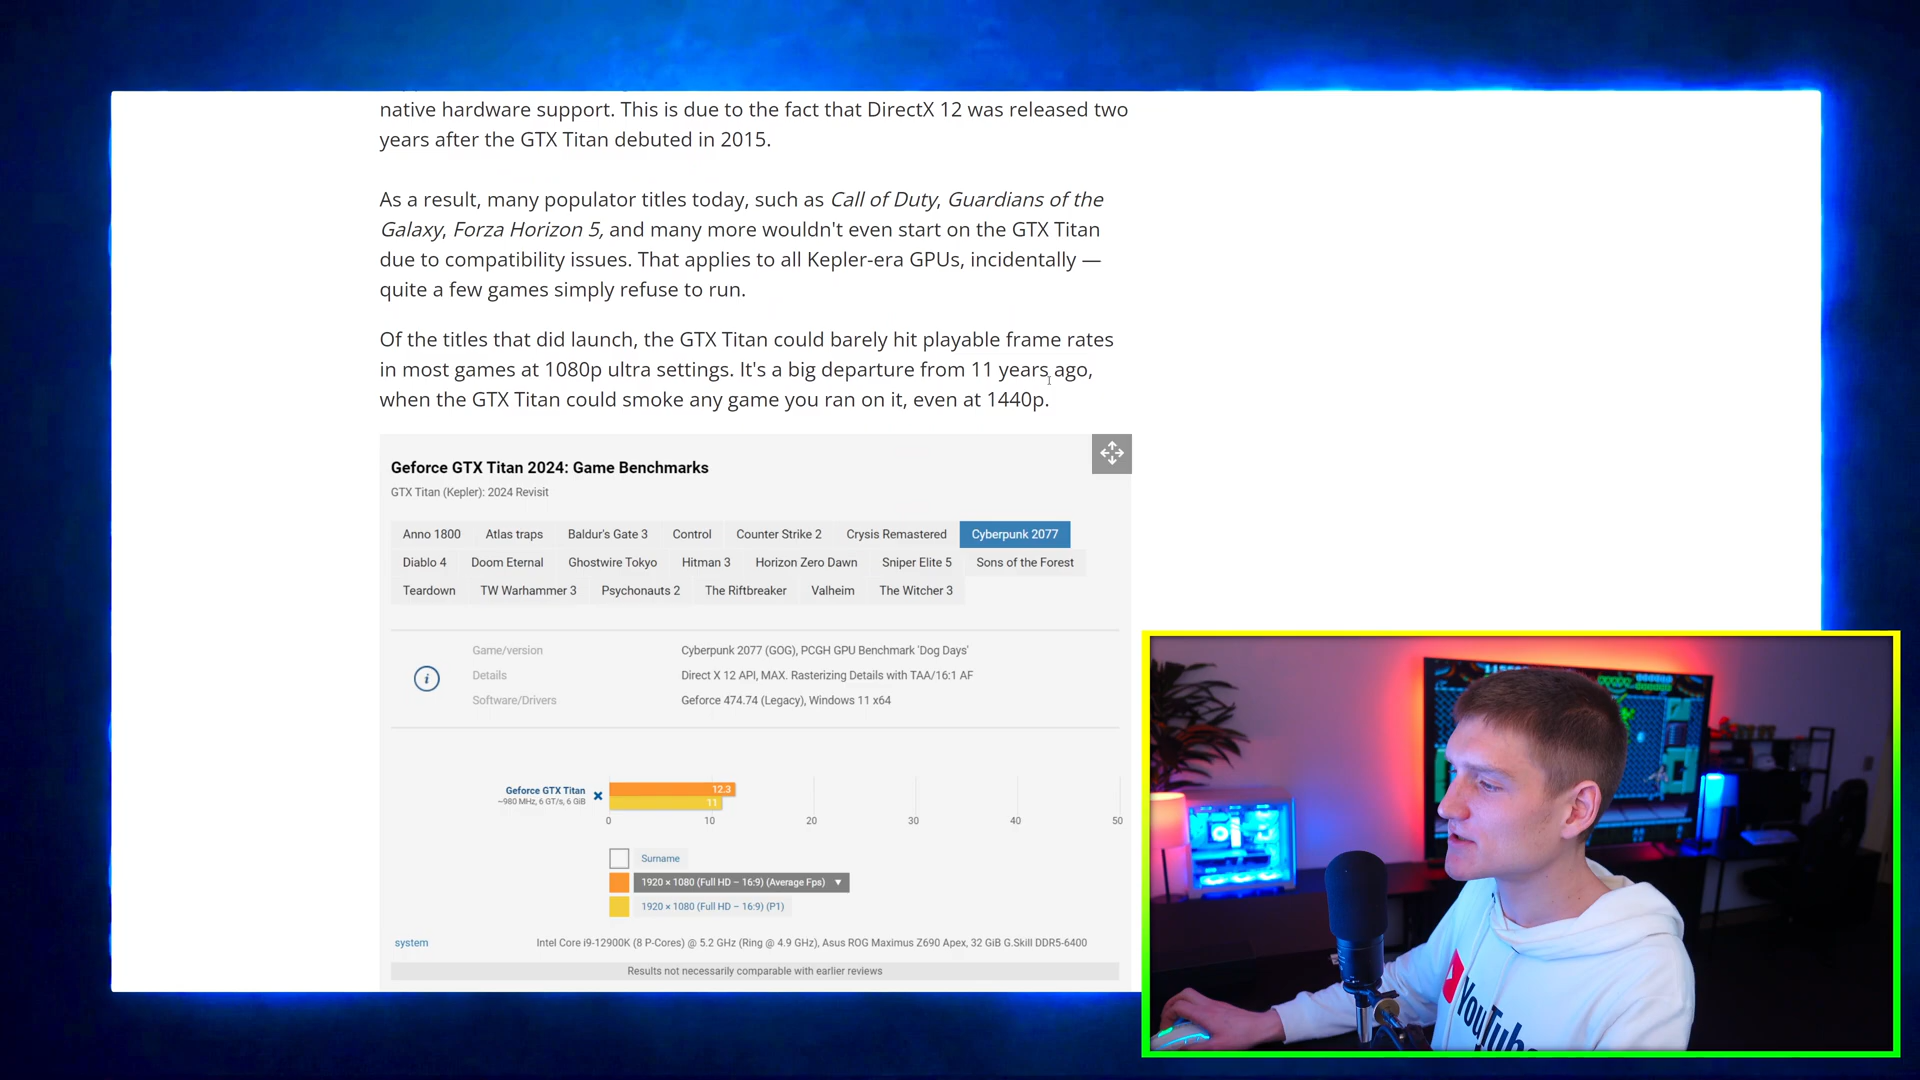 native hardware support. This is due to the fact that DirectX 12 was released two
years after the GTX Titan debuted in 2015.
As a result, many populator titles today, such as Call of Duty, Guardians of the
Galaxy, Forza Horizon 5, and many more wouldn't even start on the GTX Titan
due to compatibility issues. That applies to all Kepler-era GPUs, incidentally —
quite a few games simply refuse to run.
Of the titles that did launch, the GTX Titan could barely hit playable frame rates
in most games at 1080p ultra settings. It's a big departure from 11 years ago,
when the GTX Titan could smoke any game you ran on it, even at 1440p.
Geforce GTX Titan 2024: Game Benchmarks
GTX Titan (Kepler): 2024 Revisit
Anno 1800 Atlas traps Baldur's Gate 3 Control Counter Strike 2 Crysis Remastered Cyberpunk 2077
Diablo 4 Doom Eternal Ghostwire Tokyo Hitman 3 Horizon Zero Dawn Sniper Elite 5 Sons of the Forest
Teardown TW Warhammer 3 Psychonauts 2 The Riftbreaker Valheim The Witcher 3
Game/version Cyberpunk 2077 (GOG), PCGH GPU Benchmark 'Dog Days'
i Details Direct X 12 API, MAX. Rasterizing Details with TAA/16:1 AF
Software/Drivers Geforce 474.74 (Legacy), Windows 11 x64
Geforce GTX Titan 12.3
~980 MHz, 6 GT/s, 6 GiB 11
0 10 20 30 40 50
Surname
1920 × 1080 (Full HD – 16:9) (Average Fps)
1920 × 1080 (Full HD – 16:9) (P1)
system Intel Core i9-12900K (8 P-Cores) @ 5.2 GHz (Ring @ 4.9 GHz), Asus ROG Maximus Z690 Apex, 32 GiB G.Skill DDR5-6400
Results not necessarily comparable with earlier reviews
YouTube